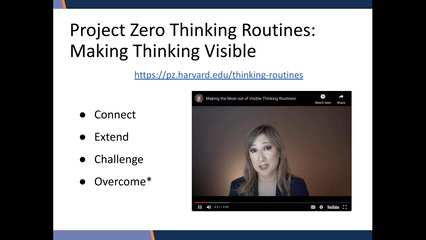 Project Zero Thinking Routines:
Making Thinking Visible
https://pz.harvard.edu/thinking-routines
• Connect
• Extend
• Challenge
• Overcome*
Making the Most out of Visible Thinking Routines!
Watch later
Share
YouTube